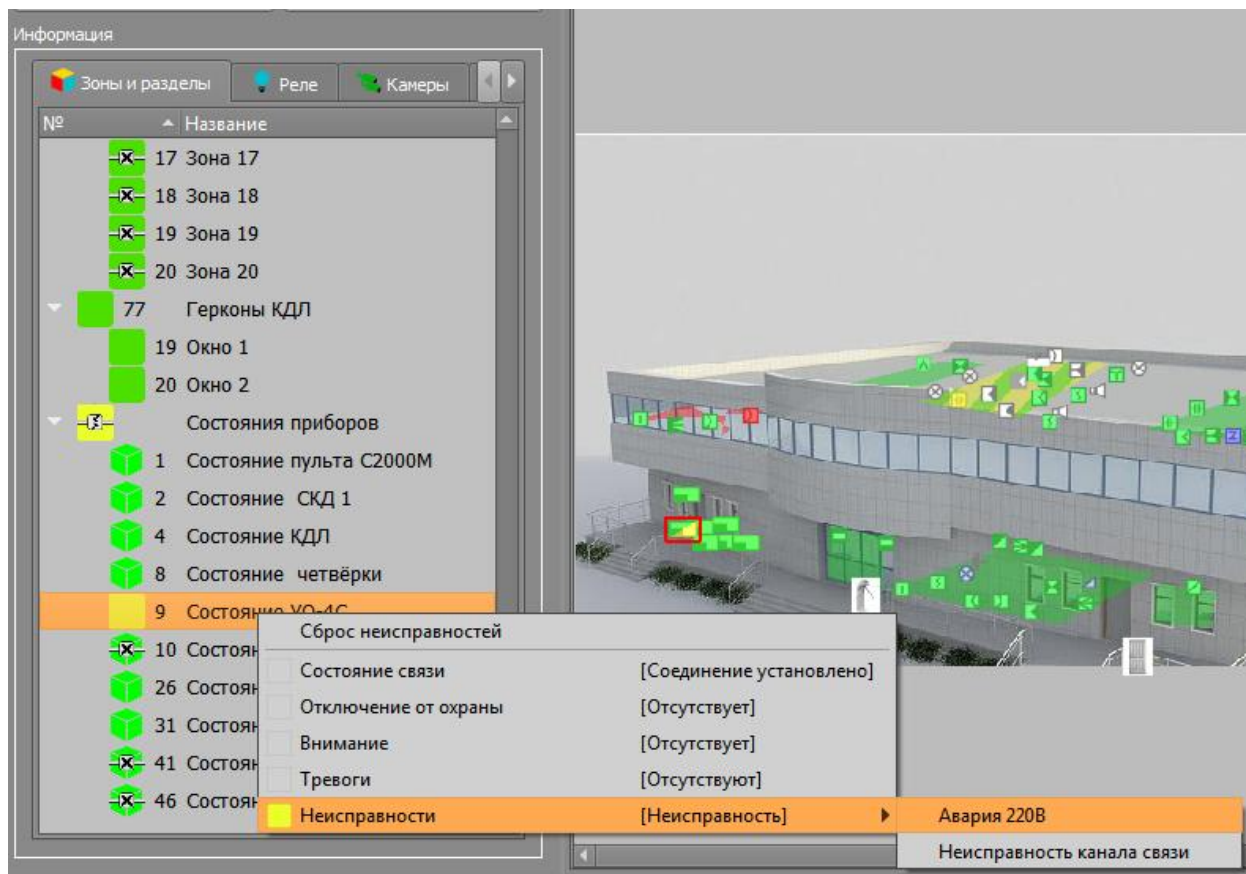 Информация
Зоны и разделы Реле Камеры
№ Название
17 Зона 17
18 Зона 18
19 Зона 19
20 Зона 20
77 Герконы КДЛ
19 Окно 1
20 Окно 2
Состояния приборов
1 Состояние пульта С2000М
2 Состояние СКД 1
4 Состояние КДЛ
8 Состояние четвёрки
9 Состояние УО-4С
10 Состоян
26 Состоян
31 Состоян
41 Состоян
46 Состоян
Сброс неисправностей
Состояние связи [Соединение установлено]
Отключение от охраны [Отсутствует]
Внимание [Отсутствует]
Тревоги [Отсутствуют]
Неисправности [Неисправность]
Авария 220В
Неисправность канала связи